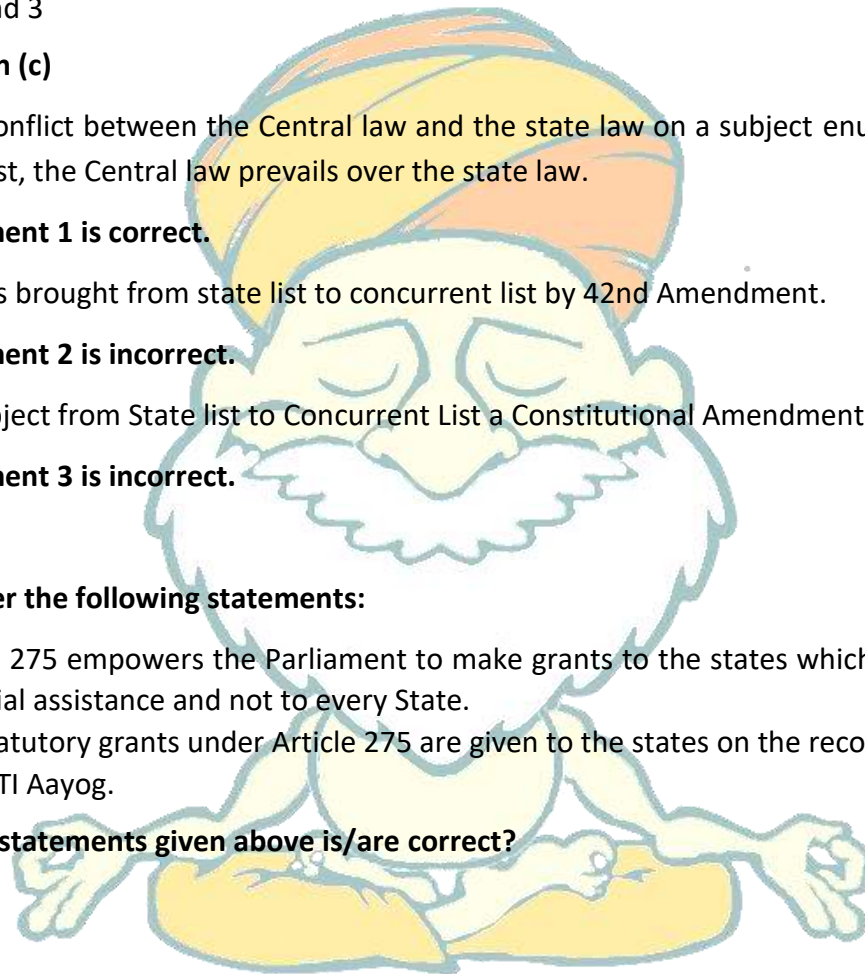 nd 3
n (c)
onflict between the Central law and the state law on a subject enu
st, the Central law prevails over the state law.
ment 1 is correct.
s brought from state list to concurrent list by 42nd Amendment.
ment 2 is incorrect.
ject from State list to Concurrent List a Constitutional Amendment
ment 3 is incorrect.
er the following statements:
275 empowers the Parliament to make grants to the states which
ial assistance and not to every State.
atutory grants under Article 275 are given to the states on the reco
TI Aayog.
statements given above is/are correct?